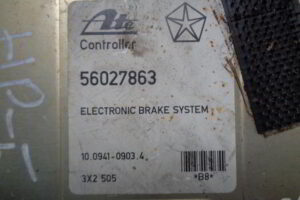 Ate
Controller
56027863
ELECTRONIC BRAKE SYSTEM
10.0941-0903.4
3X2 505
*B8*